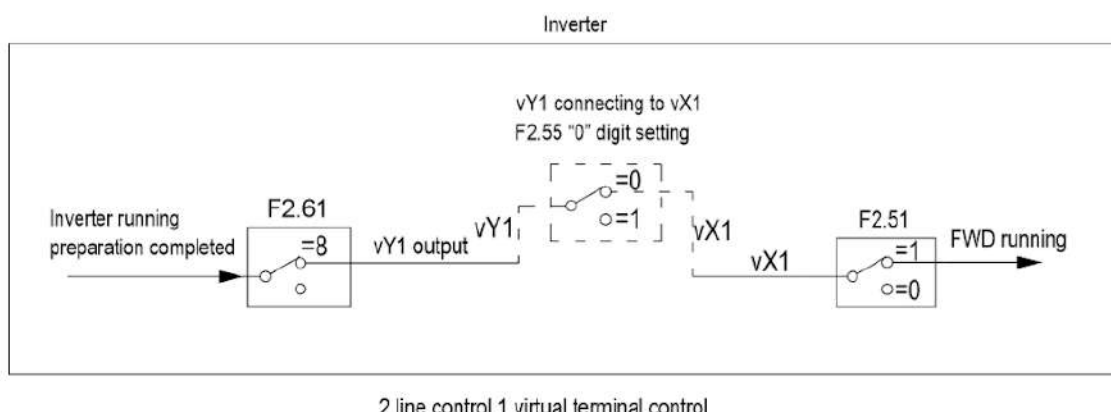 Inverter
vY1 connecting to vX1
F2.55 "0" digit setting
=0
=1
Inverter running
preparation completed
F2.61
=8
vY1 output
vY1
vX1
vX1
F2.51
=1
=0
FWD running
2 line control 1 virtual terminal control